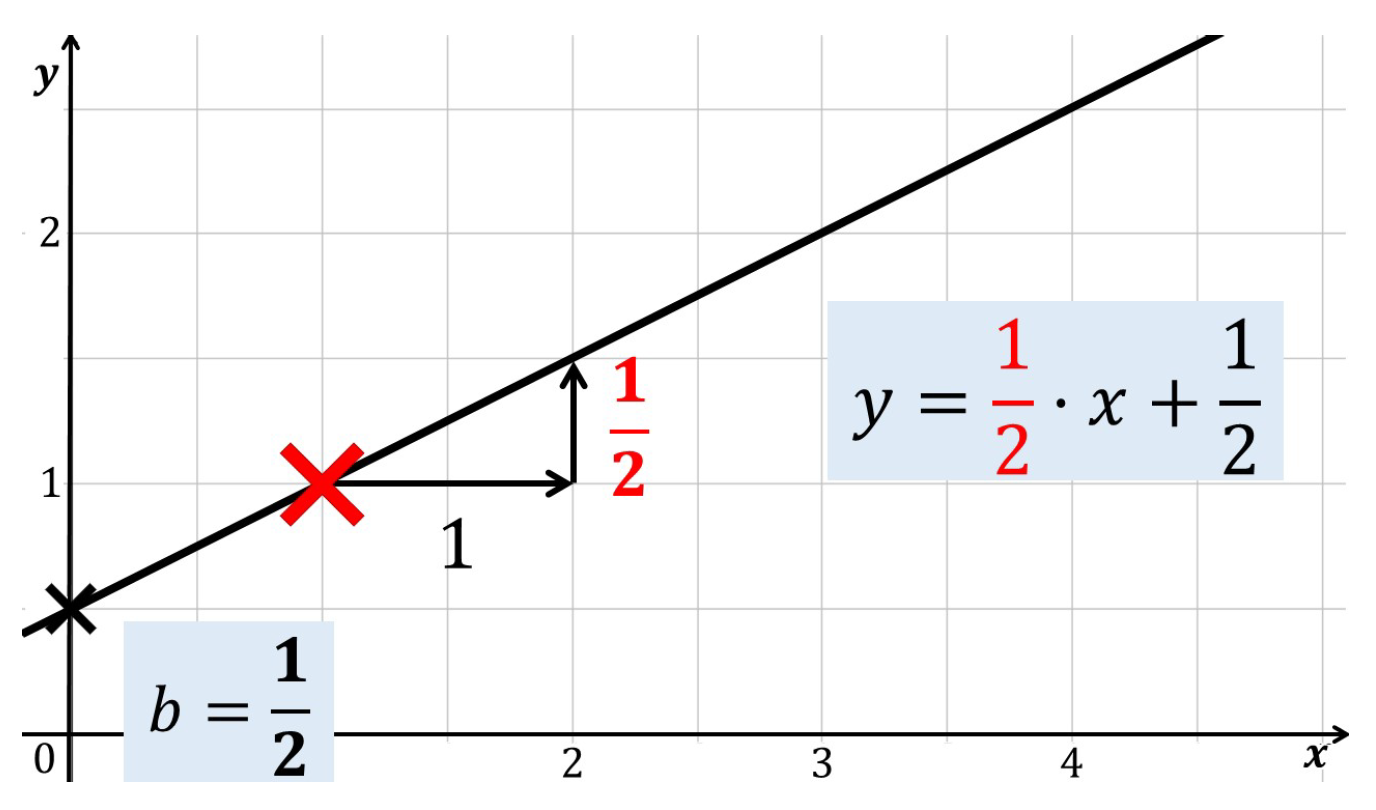 y
2
1
1
1/2
y = 1/2 · x + 1/2
b = 1/2
0
2
3
4
x